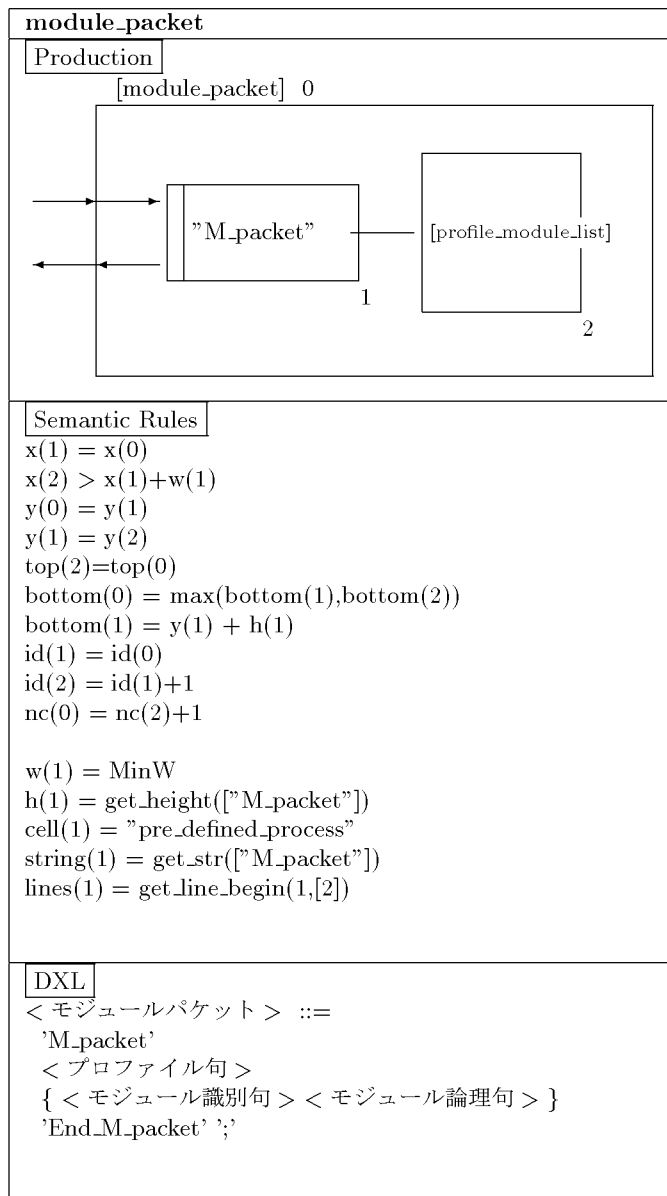 module_packet
Production
[module_packet] 0
”M_packet”
[profile_module_list]
1
2
Semantic Rules
x(1) = x(0)
x(2) > x(1)+w(1)
y(0) = y(1)
y(1) = y(2)
top(2)=top(0)
bottom(0) = max(bottom(1),bottom(2))
bottom(1) = y(1) + h(1)
id(1) = id(0)
id(2) = id(1)+1
nc(0) = nc(2)+1
w(1) = MinW
h(1) = get_height([”M_packet”])
cell(1) = ”pre_defined_process”
string(1) = get_str([”M_packet”])
lines(1) = get_line_begin(1,[2])
DXL
< モジュールパケット > ::=
’M_packet’
< プロファイル句 >
{ < モジュール識別句 > < モジュール論理句 > }
’End_M_packet’ ’;’